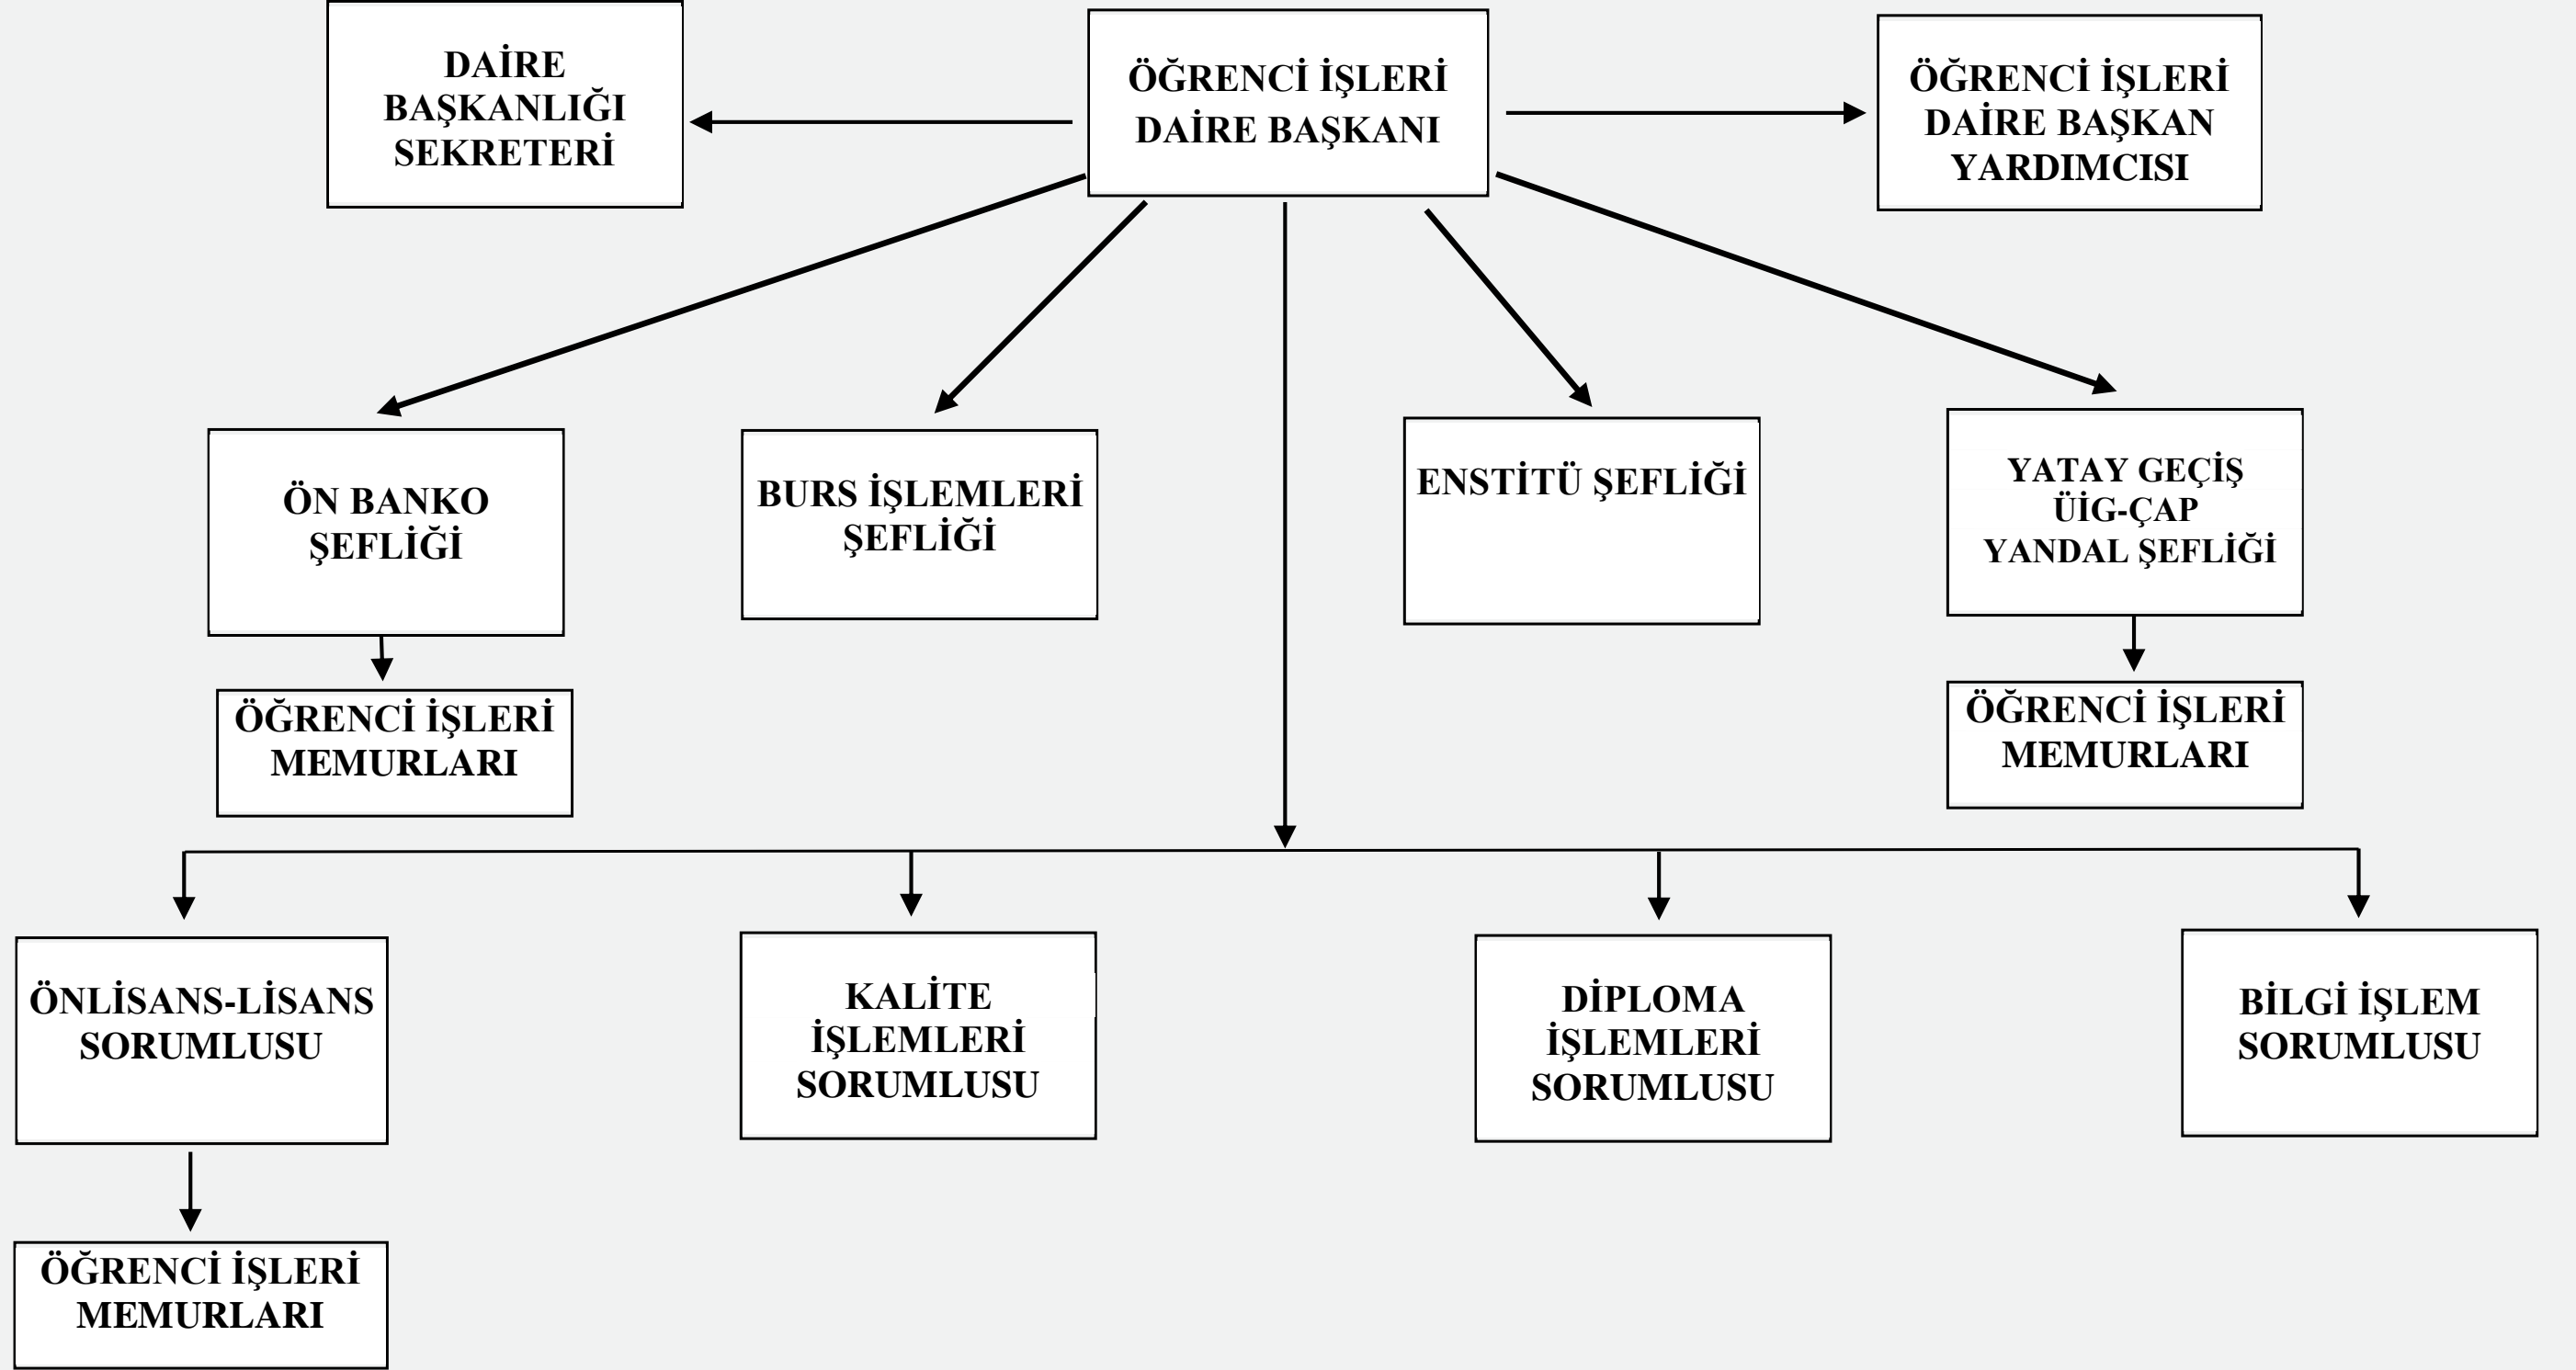 DAİRE
BAŞKANLIĞI
SEKRETERİ
ÖĞRENCİ İŞLERİ
DAİRE BAŞKANI
ÖĞRENCİ İŞLERİ
DAİRE BAŞKAN
YARDIMCISI
ÖN BANKO
ŞEFLİĞİ
BURS İŞLEMLERİ
ŞEFLİĞİ
ENSTİTÜ ŞEFLİĞİ
YATAY GEÇİŞ
ÜİG-ÇAP
YANDAL ŞEFLİĞİ
ÖĞRENCİ İŞLERİ
MEMURLARI
ÖĞRENCİ İŞLERİ
MEMURLARI
ÖNLİSANS-LİSANS
SORUMLUSU
KALİTE
İŞLEMLERİ
SORUMLUSU
DİPLOMA
İŞLEMLERİ
SORUMLUSU
BİLGİ İŞLEM
SORUMLUSU
ÖĞRENCİ İŞLERİ
MEMURLARI